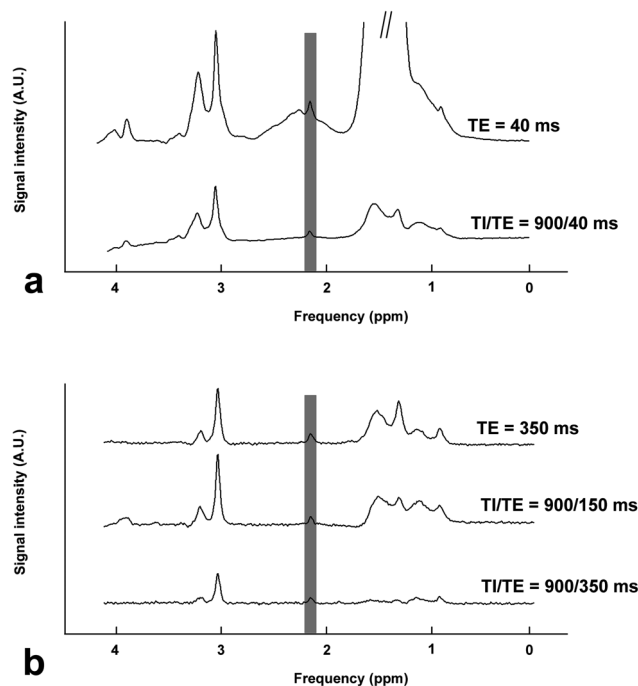 Signal intensity (A.U.)
TE = 40 ms
TI/TE = 900/40 ms
a
4 3 2 1 0
Frequency (ppm)
Signal intensity (A.U.)
TE = 350 ms
TI/TE = 900/150 ms
TI/TE = 900/350 ms
b
4 3 2 1 0
Frequency (ppm)